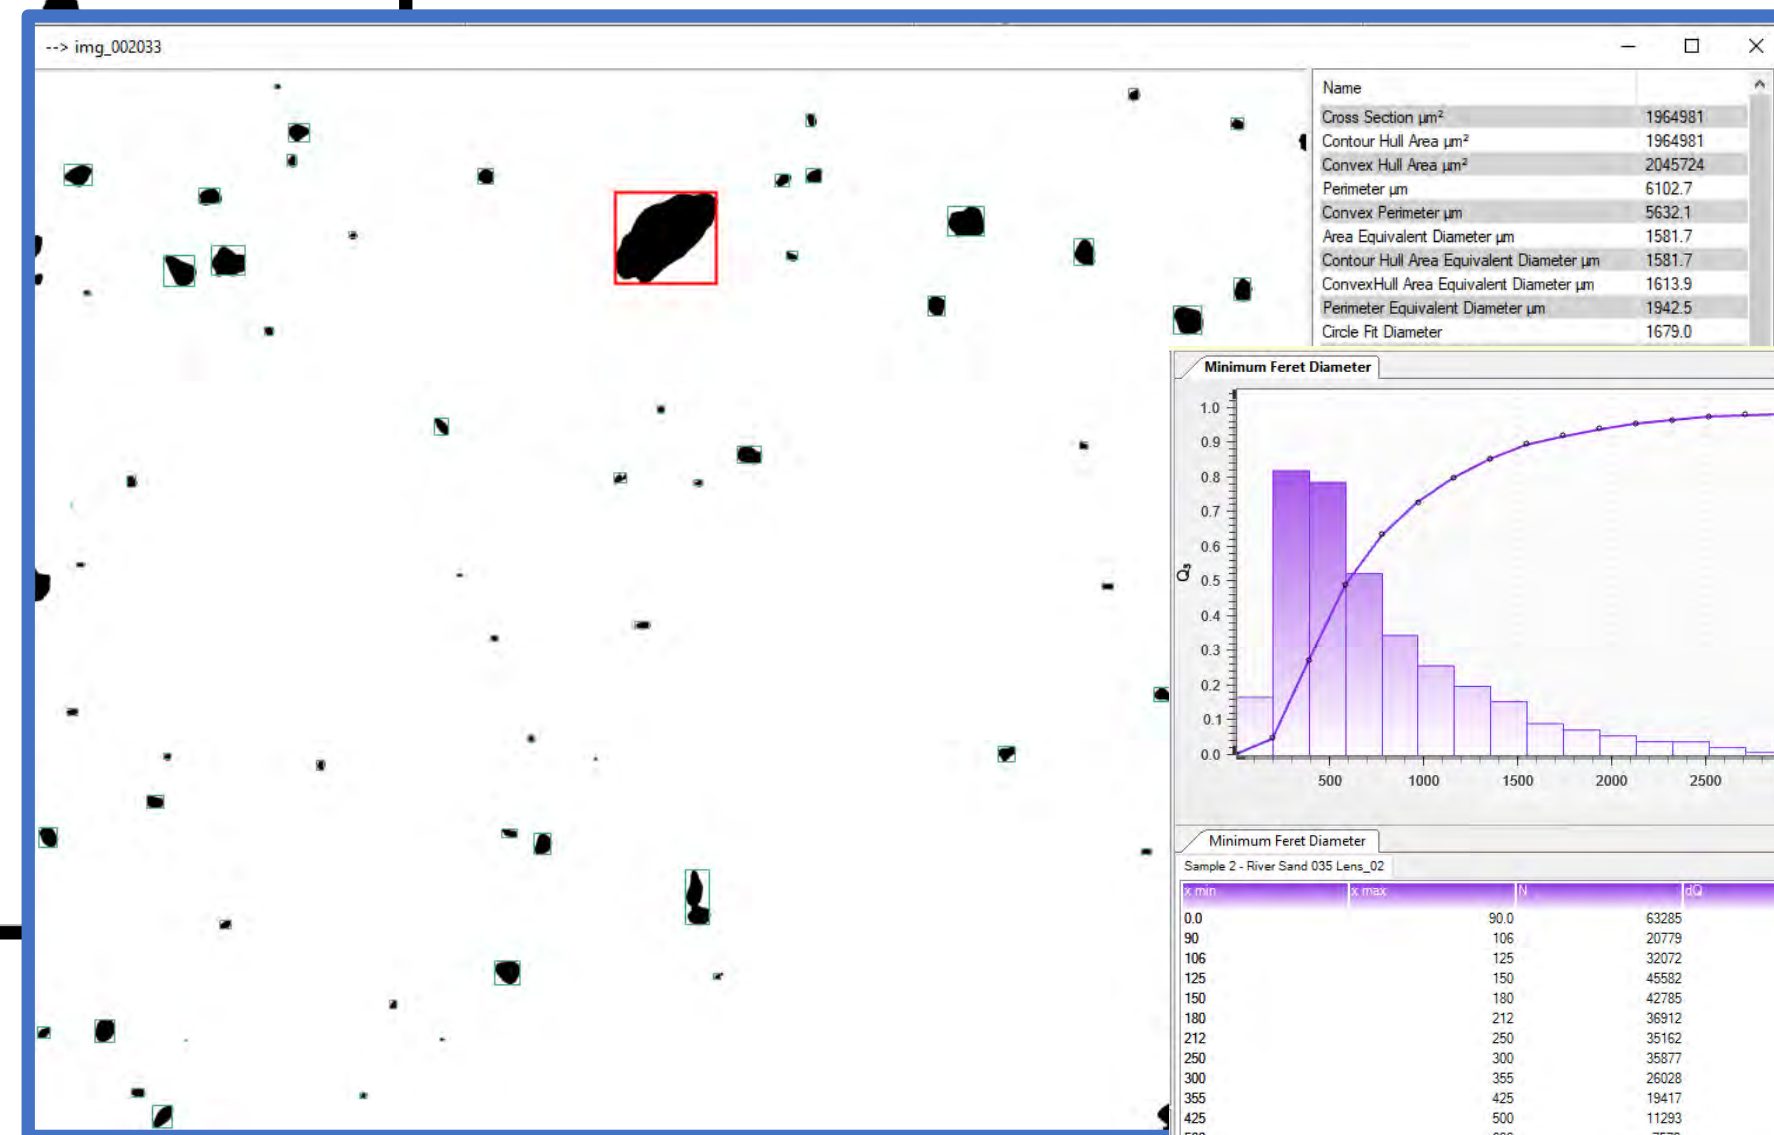 --> img_002033
Name
Cross Section µm² 1964981
Contour Hull Area µm² 1964981
Convex Hull Area µm² 2045724
Perimeter µm 6102.7
Convex Perimeter µm 5632.1
Area Equivalent Diameter µm 1581.7
Contour Hull Area Equivalent Diameter µm 1581.7
ConvexHull Area Equivalent Diameter µm 1613.9
Perimeter Equivalent Diameter µm 1942.5
Circle Fit Diameter 1679.0
Minimum Feret Diameter
1.0
0.9
0.8
0.7
0.6
0.5
0.4
0.3
0.2
0.1
0.0
Q₃
500 1000 1500 2000 2500
Minimum Feret Diameter
Sample 2 - River Sand 035 Lens_02
x min x max N dQ
0.0 90.0 63285
90 106 20779
106 125 32072
125 150 45582
150 180 42785
180 212 36912
212 250 35162
250 300 35877
300 355 26028
355 425 19417
425 500 11293